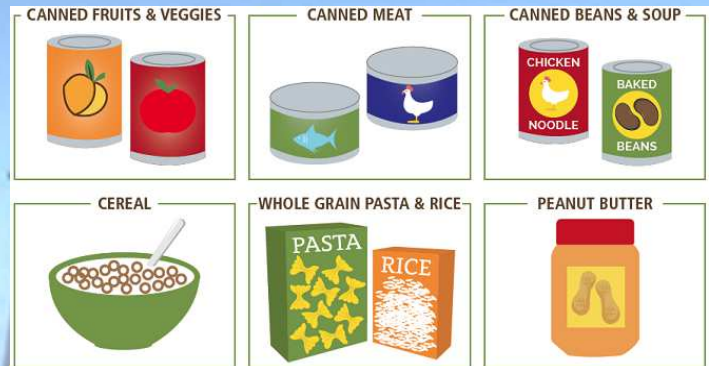 CANNED FRUITS & VEGGIES
CANNED MEAT
CANNED BEANS & SOUP
CHICKEN
NOODLE
BAKED
BEANS
CEREAL
WHOLE GRAIN PASTA & RICE
PEANUT BUTTER
PASTA
RICE